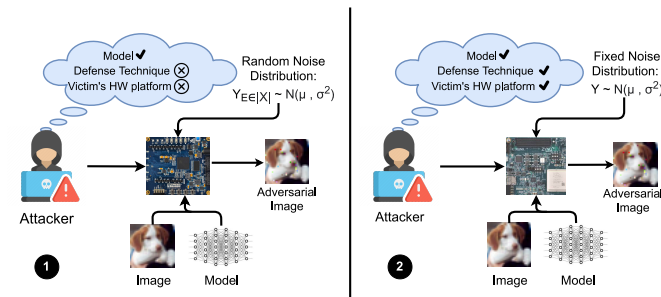 Model ✔
Defense Technique ⊗
Victim's HW platform ⊗
Random Noise
Distribution:
Y_{E∈|X|} ~ N(μ , σ²)
Attacker
Adversarial
Image
Image
Model
1
Model ✔
Defense Technique ✔
Victim's HW platform ✔
Fixed Noise
Distribution:
Y ~ N(μ , σ²)
Attacker
Adversarial
Image
Image
Model
2